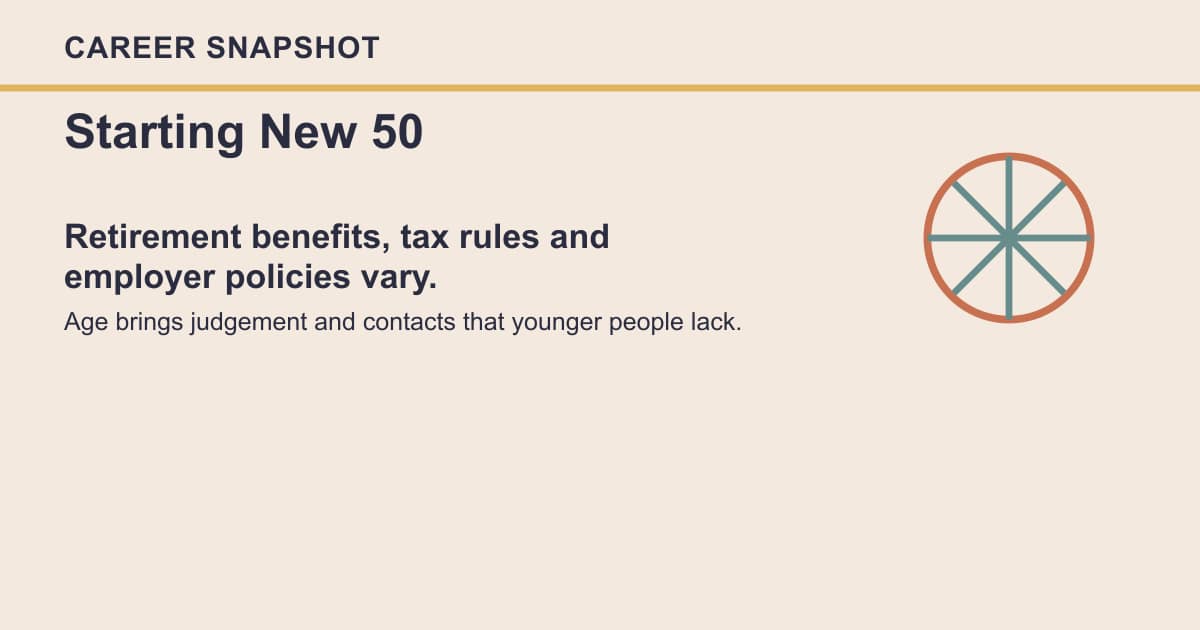 CAREER SNAPSHOT
Starting New 50
Retirement benefits, tax rules and
employer policies vary.
Age brings judgement and contacts that younger people lack.